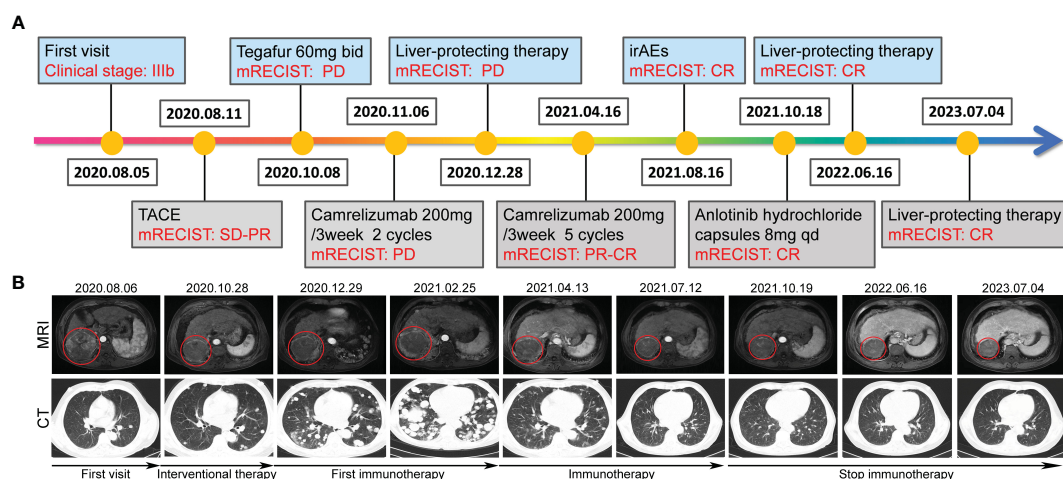 A
First visit
Clinical stage: IIIb
Tegafur 60mg bid
mRECIST: PD
Liver-protecting therapy
mRECIST: PD
irAEs
mRECIST: CR
Liver-protecting therapy
mRECIST: CR
2020.08.11
2020.11.06
2021.04.16
2021.10.18
2023.07.04
2020.08.05
2020.10.08
2020.12.28
2021.08.16
2022.06.16
TACE
mRECIST: SD-PR
Camrelizumab 200mg
/3week 2 cycles
mRECIST: PD
Camrelizumab 200mg
/3week 5 cycles
mRECIST: PR-CR
Anlotinib hydrochloride
capsules 8mg qd
mRECIST: CR
Liver-protecting therapy
mRECIST: CR
B
2020.08.06
2020.10.28
2020.12.29
2021.02.25
2021.04.13
2021.07.12
2021.10.19
2022.06.16
2023.07.04
MRI
CT
First visit
Interventional therapy
First immunotherapy
Immunotherapy
Stop immunotherapy